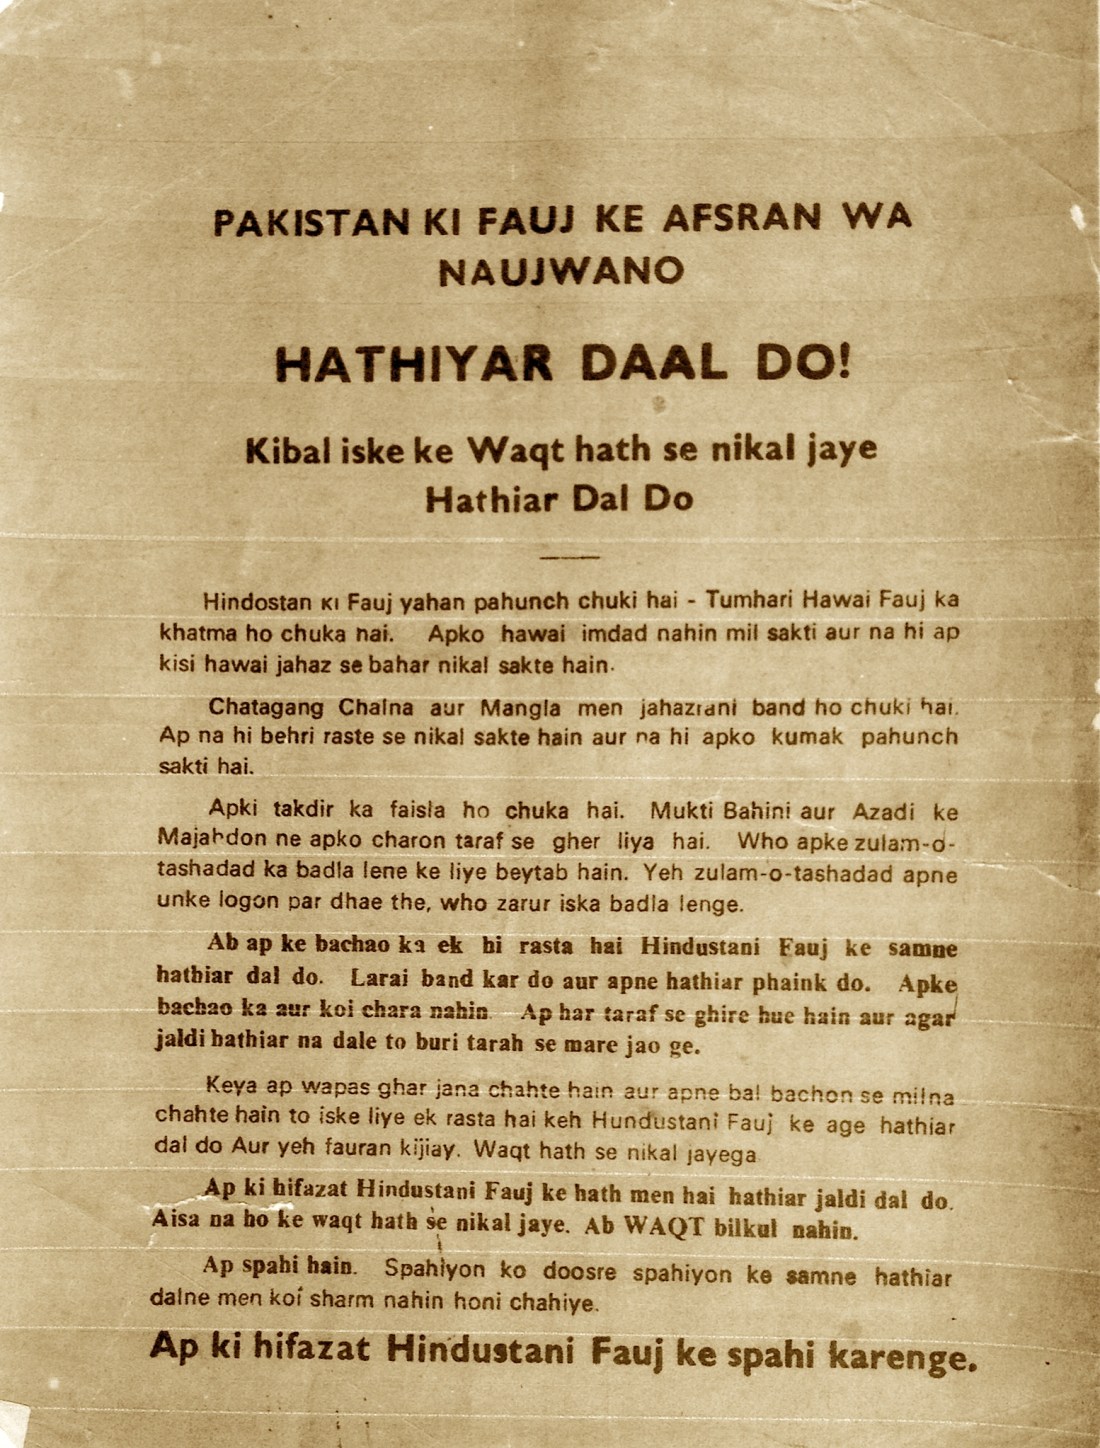 PAKISTAN KI FAUJ KE AFSRAN WA
NAUJWANO
HATHIYAR DAAL DO!
Kibal iske ke Waqt hath se nikal jaye
Hathiar Dal Do
Hindostan KI Fauj yahan pahunch chuki hai - Tumhari Hawai Fauj ka
khatma ho chuka hai. Apko hawai imdad nahin mil sakti aur na hi ap
kisi hawai jahaz se bahar nikal sakte hain.
Chatagang Chalna aur Mangla men jahazrani band ho chuki hai.
Ap na hi behri raste se nikal sakte hain aur na hi apko kumak pahunch
sakti hai.
Apki takdir ka faisla ho chuka hai. Mukti Bahini aur Azadi ke
Majahdon ne apko charon taraf se gher liya hai. Who apke zulam-o-
tashadad ka badla lene ke liye beytab hain. Yeh zulam-o-tashadad apne
unke logon par dhae the, who zarur iska badla lenge.
Ab ap ke bachao ka ek hi rasta hai Hindustani Fauj ke samne
hathiar dal do. Larai band kar do aur apne hathiar phaink do. Apke
bachao ka aur koi chara nahin. Ap har taraf se ghire hue hain aur agar
jaldi hathiar na dale to buri tarah se mare jao ge.
Keya ap wapas ghar jana chahte hain aur apne bal bachon se milna
chahte hain to iske liye ek rasta hai keh Hundustani Fauj ke age hathiar
dal do Aur yeh fauran kijiay. Waqt hath se nikal jayega
Ap ki hifazat Hindustani Fauj ke hath men hai hathiar jaldi dal do.
Aisa na ho ke waqt hath se nikal jaye. Ab WAQT bilkul nahin.
Ap spahi hain. Spahiyon ko doosre spahiyon ke samne hathiar
dalne men koi sharm nahin honi chahiye.
Ap ki hifazat Hindustani Fauj ke spahi karenge.